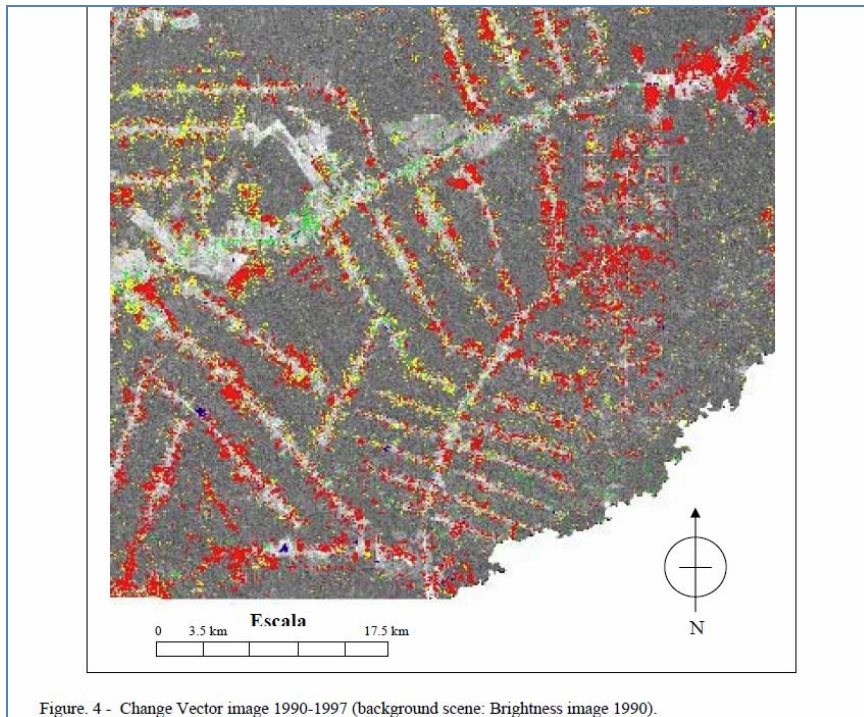 Escala
0 3.5 km 17.5 km
N
Figure. 4 - Change Vector image 1990-1997 (background scene: Brightness image 1990).